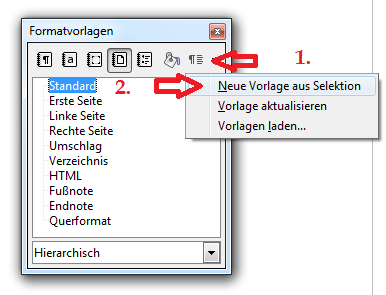 Formatvorlagen
1.
2.
Neue Vorlage aus Selektion
Vorlage aktualisieren
Vorlagen laden...
Standard
Erste Seite
Linke Seite
Rechte Seite
Umschlag
Verzeichnis
HTML
Fußnote
Endnote
Querformat
Hierarchisch